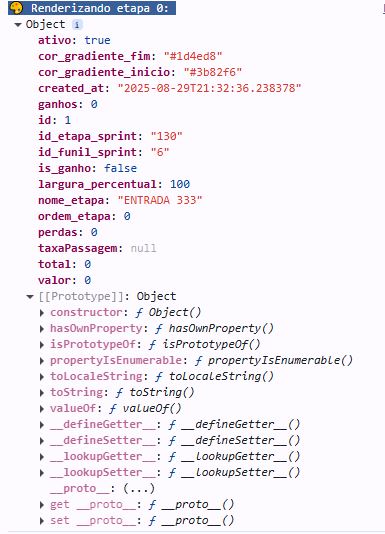 Renderizando etapa 0:
Object i
ativo: true
cor_gradiente_fim: "#1d4ed8"
cor_gradiente_inicio: "#3b82f6"
created_at: "2025-08-29T21:32:36.238378"
ganhos: 0
id: 1
id_etapa_sprint: "130"
id_funil_sprint: "6"
is_ganho: false
largura_percentual: 100
nome_etapa: "ENTRADA 333"
ordem_etapa: 0
perdas: 0
taxaPassagem: null
total: 0
valor: 0
[[Prototype]]: Object
constructor: ƒ Object()
hasOwnProperty: ƒ hasOwnProperty()
isPrototypeOf: ƒ isPrototypeOf()
propertyIsEnumerable: ƒ propertyIsEnumerable()
toLocaleString: ƒ toLocaleString()
toString: ƒ toString()
valueOf: ƒ valueOf()
__defineGetter__: ƒ __defineGetter__()
__defineSetter__: ƒ __defineSetter__()
__lookupGetter__: ƒ __lookupGetter__()
__lookupSetter__: ƒ __lookupSetter__()
__proto__: (...)
get __proto__: ƒ __proto__()
set __proto__: ƒ __proto__()